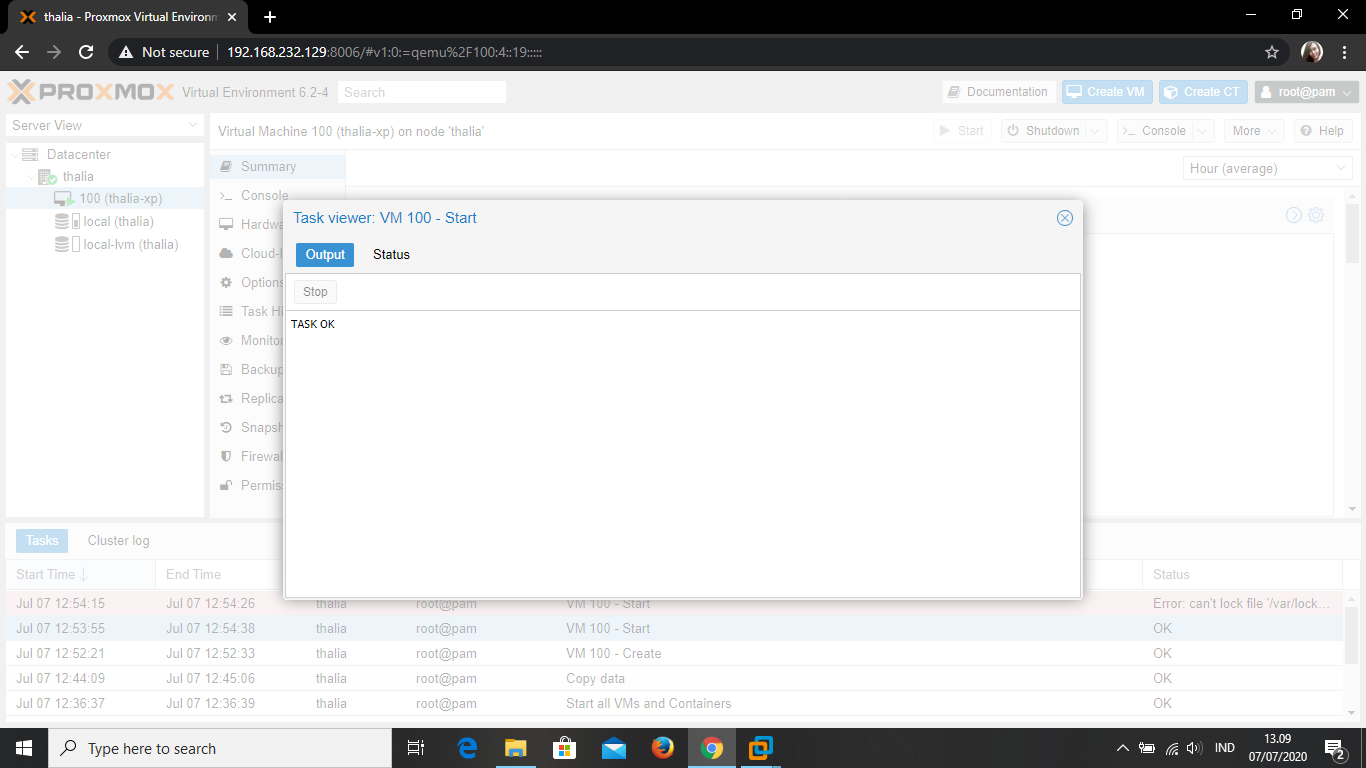 thalia - Proxmox Virtual Environm
Not secure 192.168.232.129:8006/#v1:0:=qemu%2F100:4::19:::::
PROXMOX Virtual Environment 6.2-4 Search Documentation Create VM Create CT root@pam
Server View
Virtual Machine 100 (thalia-xp) on node 'thalia' Start Shutdown Console More Help
Datacenter
thalia
100 (thalia-xp)
local (thalia)
local-lvm (thalia)
Summary
Hour (average)
Console
Hardwa
Cloud-I
Options
Task Hi
Monitor
Backup
Replica
Snapsh
Firewal
Permis
Task viewer: VM 100 - Start
Output Status
Stop
TASK OK
Tasks Cluster log
Start Time End Time Status
Jul 07 12:54:15 Jul 07 12:54:26 thalia root@pam VM 100 - Start Error: can't lock file '/var/lock...
Jul 07 12:53:55 Jul 07 12:54:38 thalia root@pam VM 100 - Start OK
Jul 07 12:52:21 Jul 07 12:52:33 thalia root@pam VM 100 - Create OK
Jul 07 12:44:09 Jul 07 12:45:06 thalia root@pam Copy data OK
Jul 07 12:36:37 Jul 07 12:36:39 thalia root@pam Start all VMs and Containers OK
Type here to search
IND
13.09
07/07/2020
2